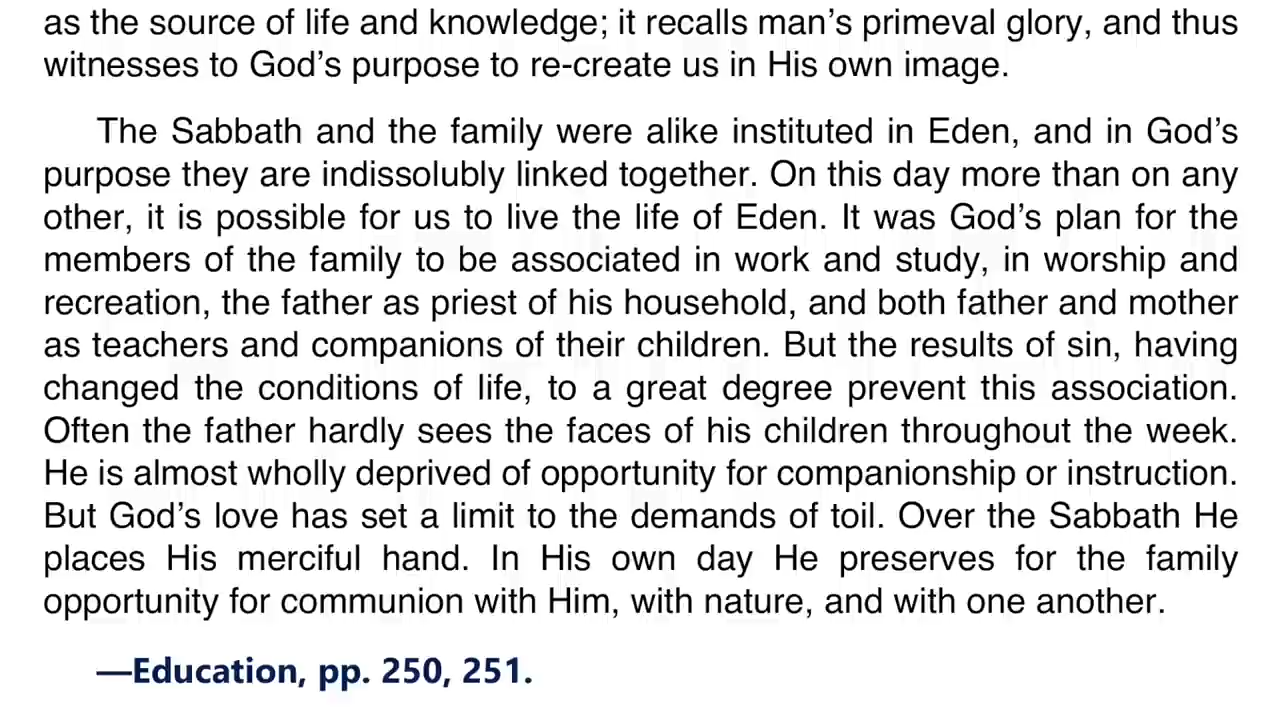 as the source of life and knowledge; it recalls man’s primeval glory, and thus
witnesses to God’s purpose to re-create us in His own image.
The Sabbath and the family were alike instituted in Eden, and in God’s
purpose they are indissolubly linked together. On this day more than on any
other, it is possible for us to live the life of Eden. It was God’s plan for the
members of the family to be associated in work and study, in worship and
recreation, the father as priest of his household, and both father and mother
as teachers and companions of their children. But the results of sin, having
changed the conditions of life, to a great degree prevent this association.
Often the father hardly sees the faces of his children throughout the week.
He is almost wholly deprived of opportunity for companionship or instruction.
But God’s love has set a limit to the demands of toil. Over the Sabbath He
places His merciful hand. In His own day He preserves for the family
opportunity for communion with Him, with nature, and with one another.
—Education, pp. 250, 251.